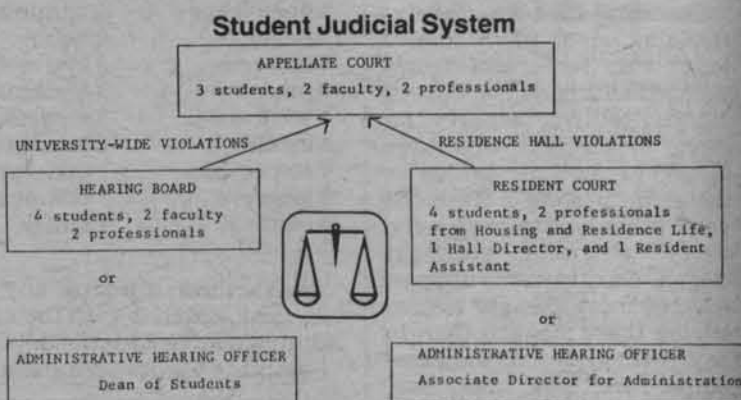 Student Judicial System
APPELLATE COURT
3 students, 2 faculty, 2 professionals
UNIVERSITY-WIDE VIOLATIONS
RESIDENCE HALL VIOLATIONS
HEARING BOARD
4 students, 2 faculty
2 professionals
or
ADMINISTRATIVE HEARING OFFICER
Dean of Students
RESIDENT COURT
4 students, 2 professionals
from Housing and Residence Life,
1 Hall Director, and 1 Resident
Assistant
or
ADMINISTRATIVE HEARING OFFICER
Associate Director for Administration